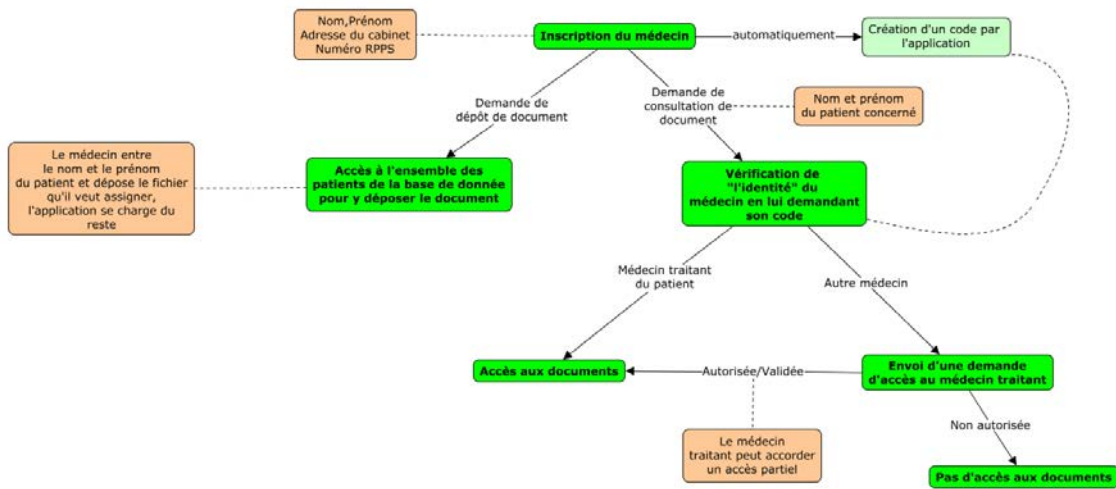 Nom,Prénom
Adresse du cabinet
Numéro RPPS
Inscription du médecin
automatiquement
Création d'un code par
l'application
Demande de
dépôt de document
Demande de
consultation de
document
Nom et prénom
du patient concerné
Le médecin entre
le nom et le prénom
du patient et dépose le fichier
qu'il veut assigner,
l'application se charge du
reste
Accès à l'ensemble des
patients de la base de donnée
pour y déposer le document
Vérification de
"l'identité" du
médecin en lui demandant
son code
Médecin traitant
du patient
Autre médecin
Accès aux documents
Autorisée/Validée
Envoi d'une demande
d'accès au médecin traitant
Non autorisée
Le médecin
traitant peut accorder
un accès partiel
Pas d'accès aux documents